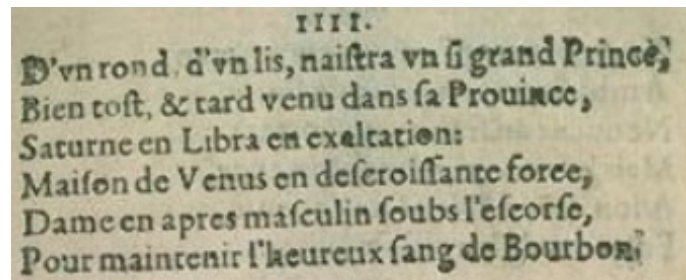 IIII.
D'vn rond, d'vn lis, naiſtra vn ſi grand Prince,
Bien toſt, & tard venu dans ſa Prouince,
Saturne en Libra en exaltation:
Maiſon de Venus en deſcroiſſante force,
Dame en apres maſculin ſoubs l'eſcorſe,
Pour maintenir l'heureux ſang de Bourbon.